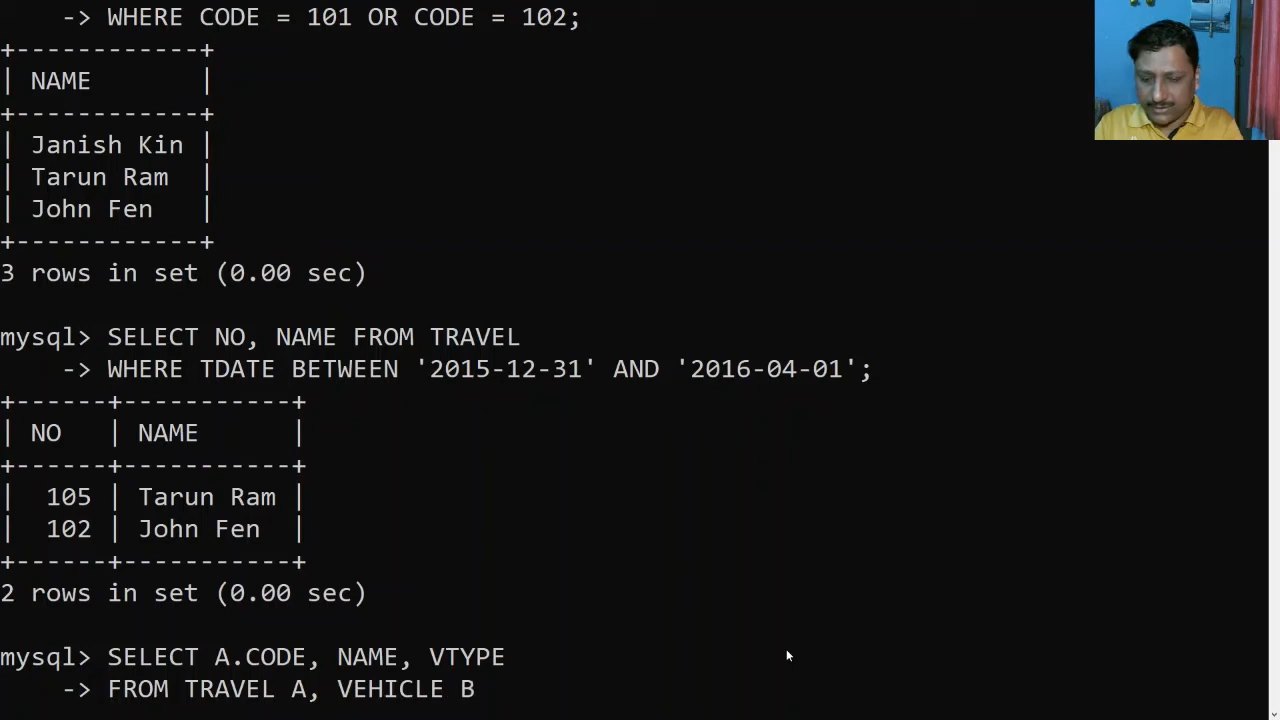 -> WHERE CODE = 101 OR CODE = 102;
+------------+
| NAME       |
+------------+
| Janish Kin |
| Tarun Ram  |
| John Fen   |
+------------+
3 rows in set (0.00 sec)
mysql> SELECT NO, NAME FROM TRAVEL
-> WHERE TDATE BETWEEN '2015-12-31' AND '2016-04-01';
+------+-----------+
| NO   | NAME      |
+------+-----------+
|  105 | Tarun Ram |
|  102 | John Fen  |
+------+-----------+
2 rows in set (0.00 sec)
mysql> SELECT A.CODE, NAME, VTYPE
-> FROM TRAVEL A, VEHICLE B